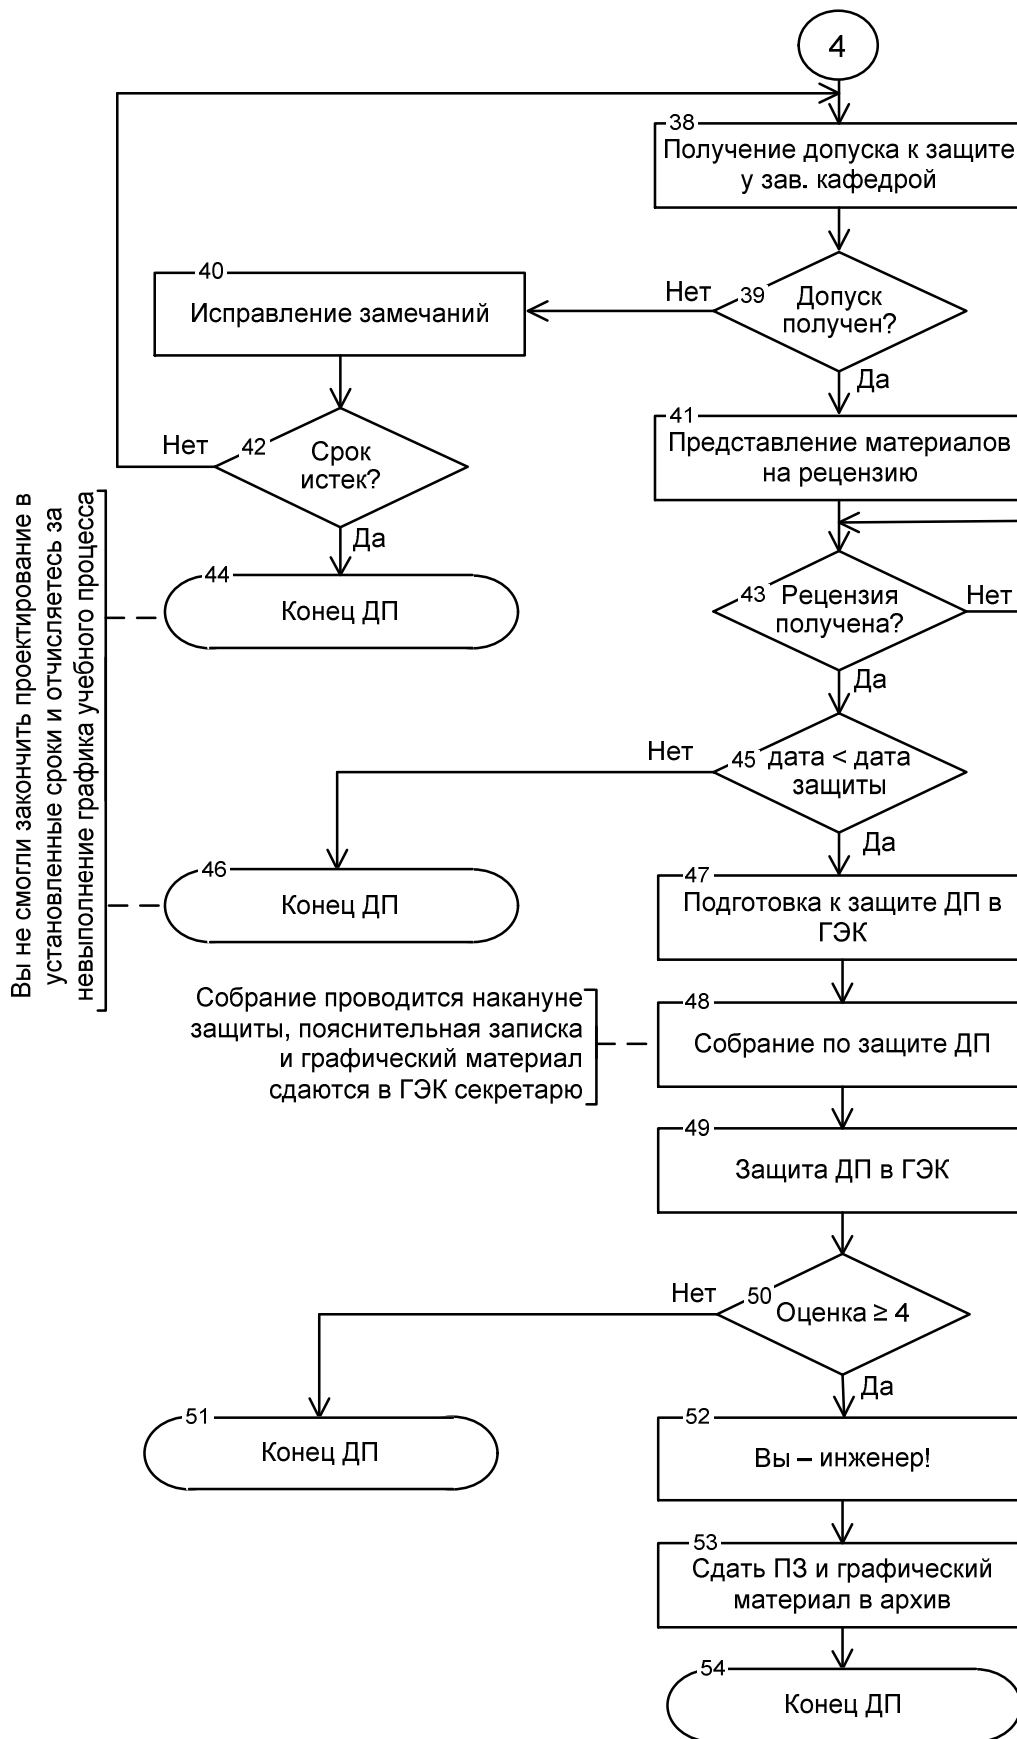 4
38
Получение допуска к защите
у зав. кафедрой
40
Исправление замечаний
Нет
39
Допуск
получен?
Да
41
Представление материалов
на рецензию
Нет
42
Срок
истек?
Да
44
Конец ДП
43
Рецензия
получена?
Нет
Да
Вы не смогли закончить проектирование в
установленные сроки и отчисляетесь за
невыполнение графика учебного процесса
Нет
45
дата < дата
защиты
Да
46
Конец ДП
47
Подготовка к защите ДП в
ГЭК
Собрание проводится накануне
защиты, пояснительная записка
и графический материал
сдаются в ГЭК секретарю
48
Собрание по защите ДП
49
Защита ДП в ГЭК
Нет
50
Оценка ≥ 4
Да
51
Конец ДП
52
Вы – инженер!
53
Сдать ПЗ и графический
материал в архив
54
Конец ДП